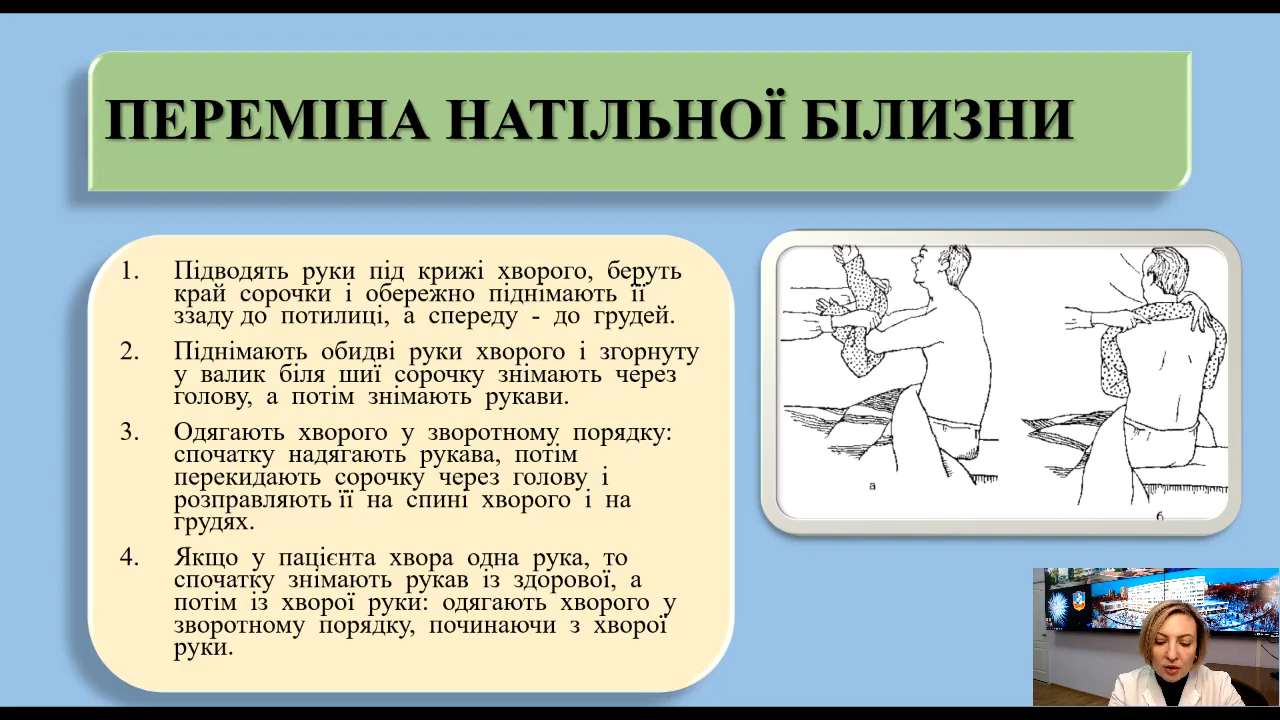 ПЕРЕМІНА НАТІЛЬНОЇ БІЛИЗНИ
1. Підводять руки під крижі хворого, беруть
край сорочки і обережно піднімають її
ззаду до потилиці, а спереду - до грудей.
2. Піднімають обидві руки хворого і згорнуту
у валик біля шиї сорочку знімають через
голову, а потім знімають рукави.
3. Одягають хворого у зворотному порядку:
спочатку надягають рукава, потім
перекидають сорочку через голову і
розправляють її на спині хворого і на
грудях.
4. Якщо у пацієнта хвора одна рука, то
спочатку знімають рукав із здорової, а
потім із хворої руки: одягають хворого у
зворотному порядку, починаючи з хворої
руки.
а
б